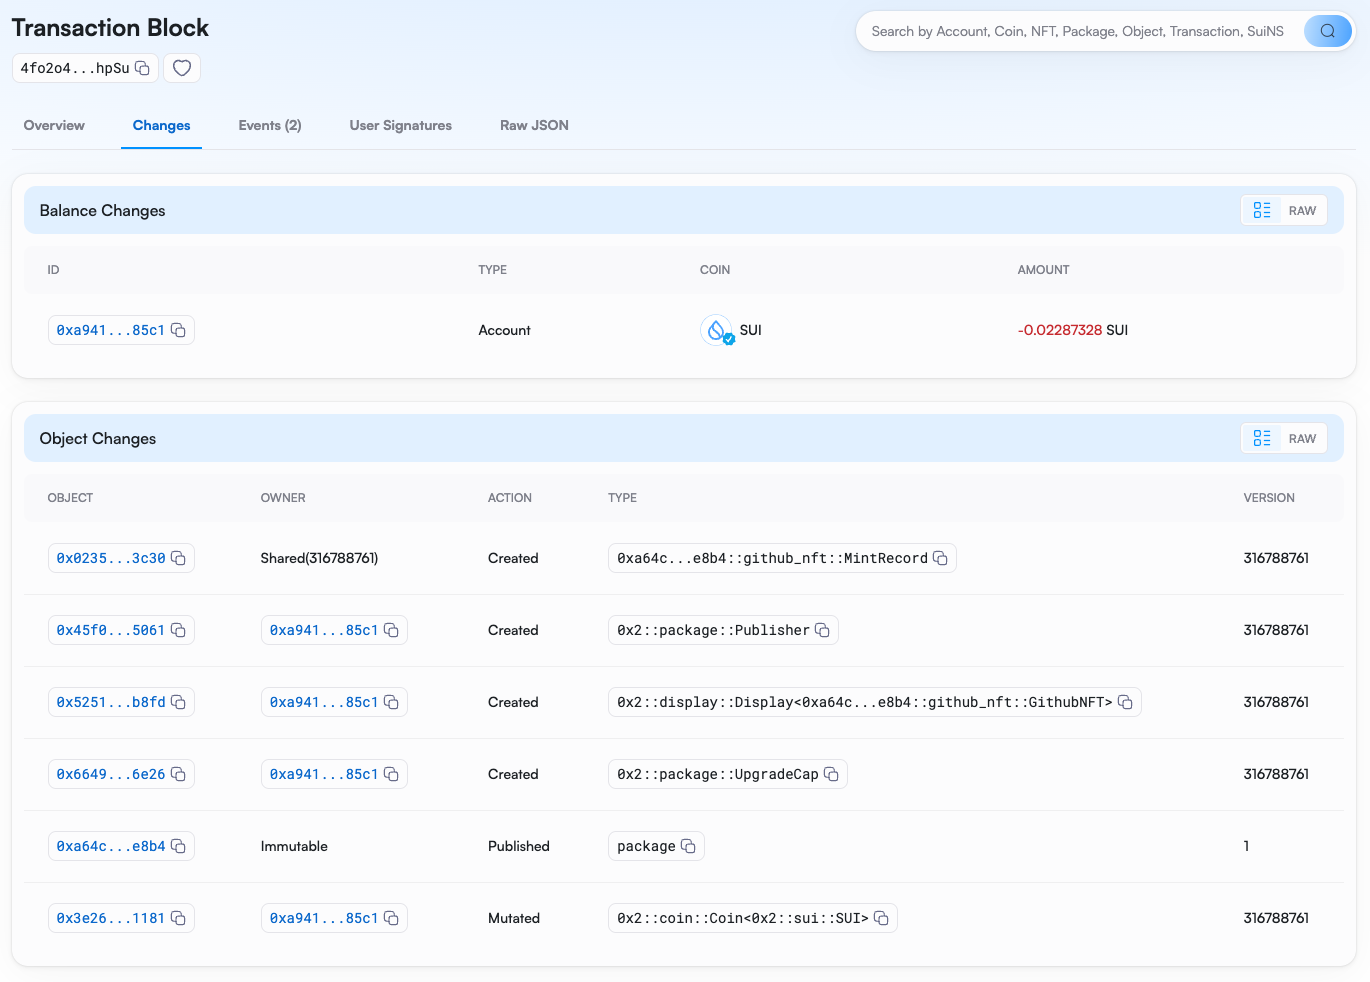 Transaction Block
Search by Account, Coin, NFT, Package, Object, Transaction, SuiNS
4fo2o4...hpSu
Overview Changes Events (2) User Signatures Raw JSON
Balance Changes RAW
ID TYPE COIN AMOUNT
0xa941...85c1 Account SUI -0.02287328 SUI
Object Changes RAW
OBJECT OWNER ACTION TYPE VERSION
0x0235...3c30 Shared(316788761) Created 0xa64c...e8b4::github_nft::MintRecord 316788761
0x45f0...5061 0xa941...85c1 Created 0x2::package::Publisher 316788761
0x5251...b8fd 0xa941...85c1 Created 0x2::display::Display<0xa64c...e8b4::github_nft::GithubNFT> 316788761
0x6649...6e26 0xa941...85c1 Created 0x2::package::UpgradeCap 316788761
0xa64c...e8b4 Immutable Published package 1
0x3e26...1181 0xa941...85c1 Mutated 0x2::coin::Coin<0x2::sui::SUI> 316788761